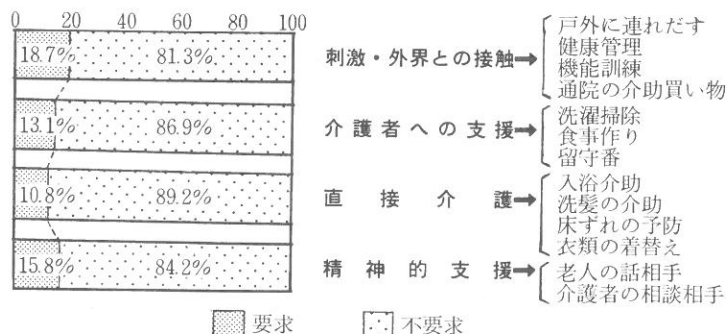 0 20 40 60 80 100
18.7% 81.3%
刺激・外界との接触
戸外に連れだす
健康管理
機能訓練
通院の介助買い物
13.1% 86.9%
介護者への支援
洗濯掃除
食事作り
留守番
10.8% 89.2%
直接介護
入浴介助
洗髪の介助
床ずれの予防
衣類の着替え
15.8% 84.2%
精神的支援
老人の話相手
介護者の相談相手
要求 不要求